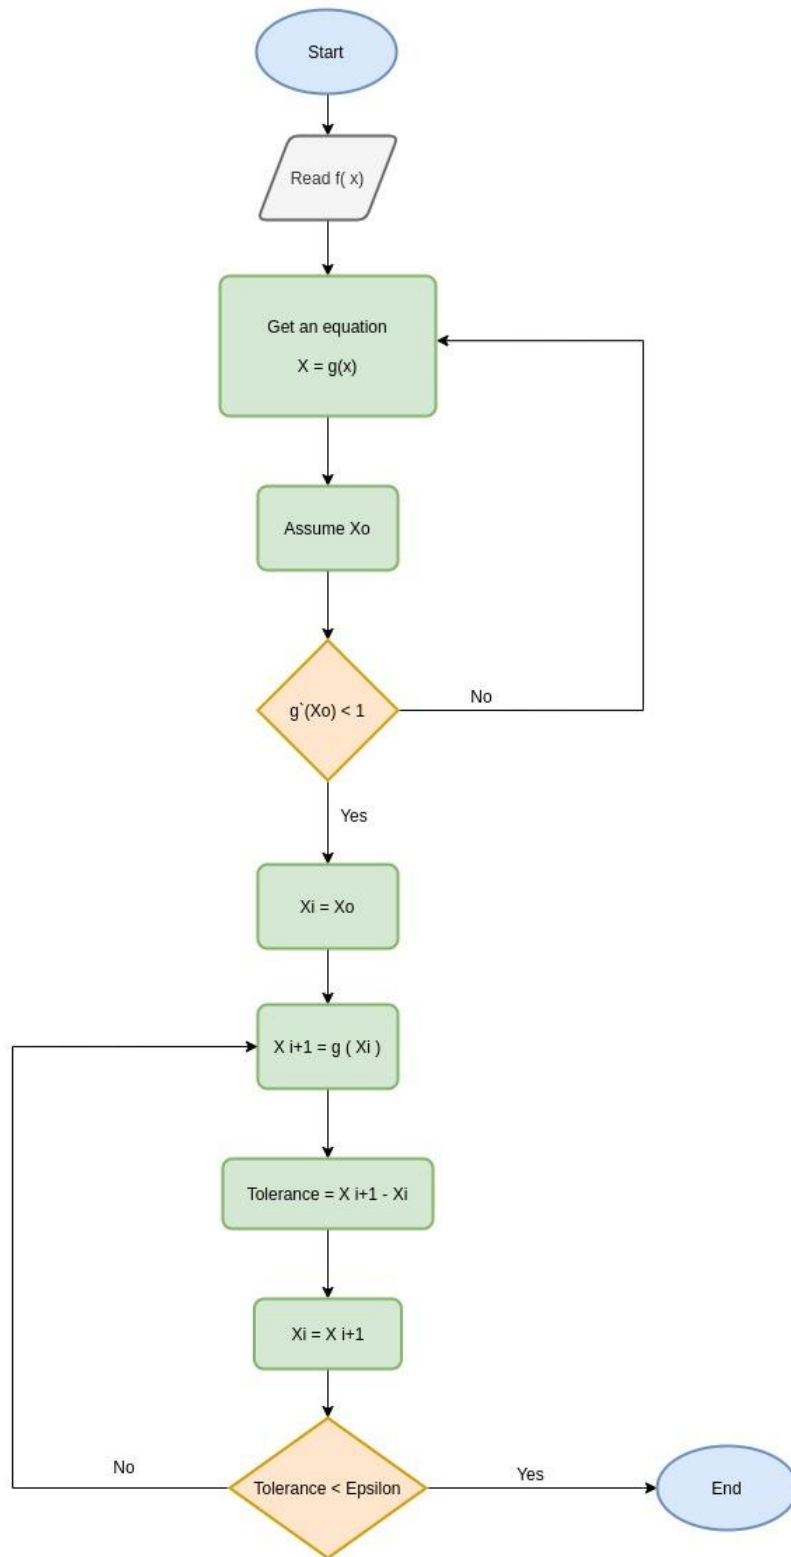 Start
Read f( x)
Get an equation
X = g(x)
Assume Xo
g`(Xo) < 1
No
Yes
Xi = Xo
X i+1 = g ( Xi )
Tolerance = X i+1 - Xi
Xi = X i+1
No
Tolerance < Epsilon
Yes
End